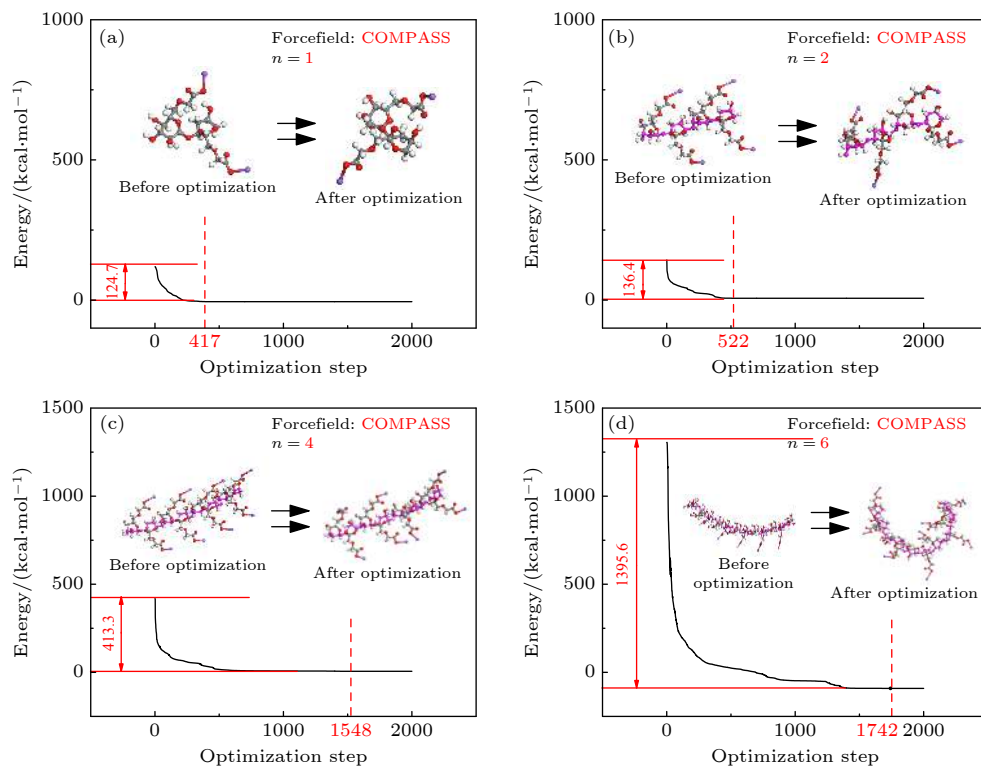 (a)
Forcefield: COMPASS
n = 1
Before optimization
After optimization
124.7
417
Energy/(kcal·mol⁻¹)
1000
500
0
0
1000
2000
Optimization step
(b)
Forcefield: COMPASS
n = 2
Before optimization
After optimization
136.4
522
Energy/(kcal·mol⁻¹)
1000
500
0
0
1000
2000
Optimization step
(c)
Forcefield: COMPASS
n = 4
Before optimization
After optimization
413.3
1548
Energy/(kcal·mol⁻¹)
1500
1000
500
0
0
1000
2000
Optimization step
(d)
Forcefield: COMPASS
n = 6
Before
optimization
After optimization
1395.6
1742
Energy/(kcal·mol⁻¹)
1500
1000
500
0
0
1000
2000
Optimization step